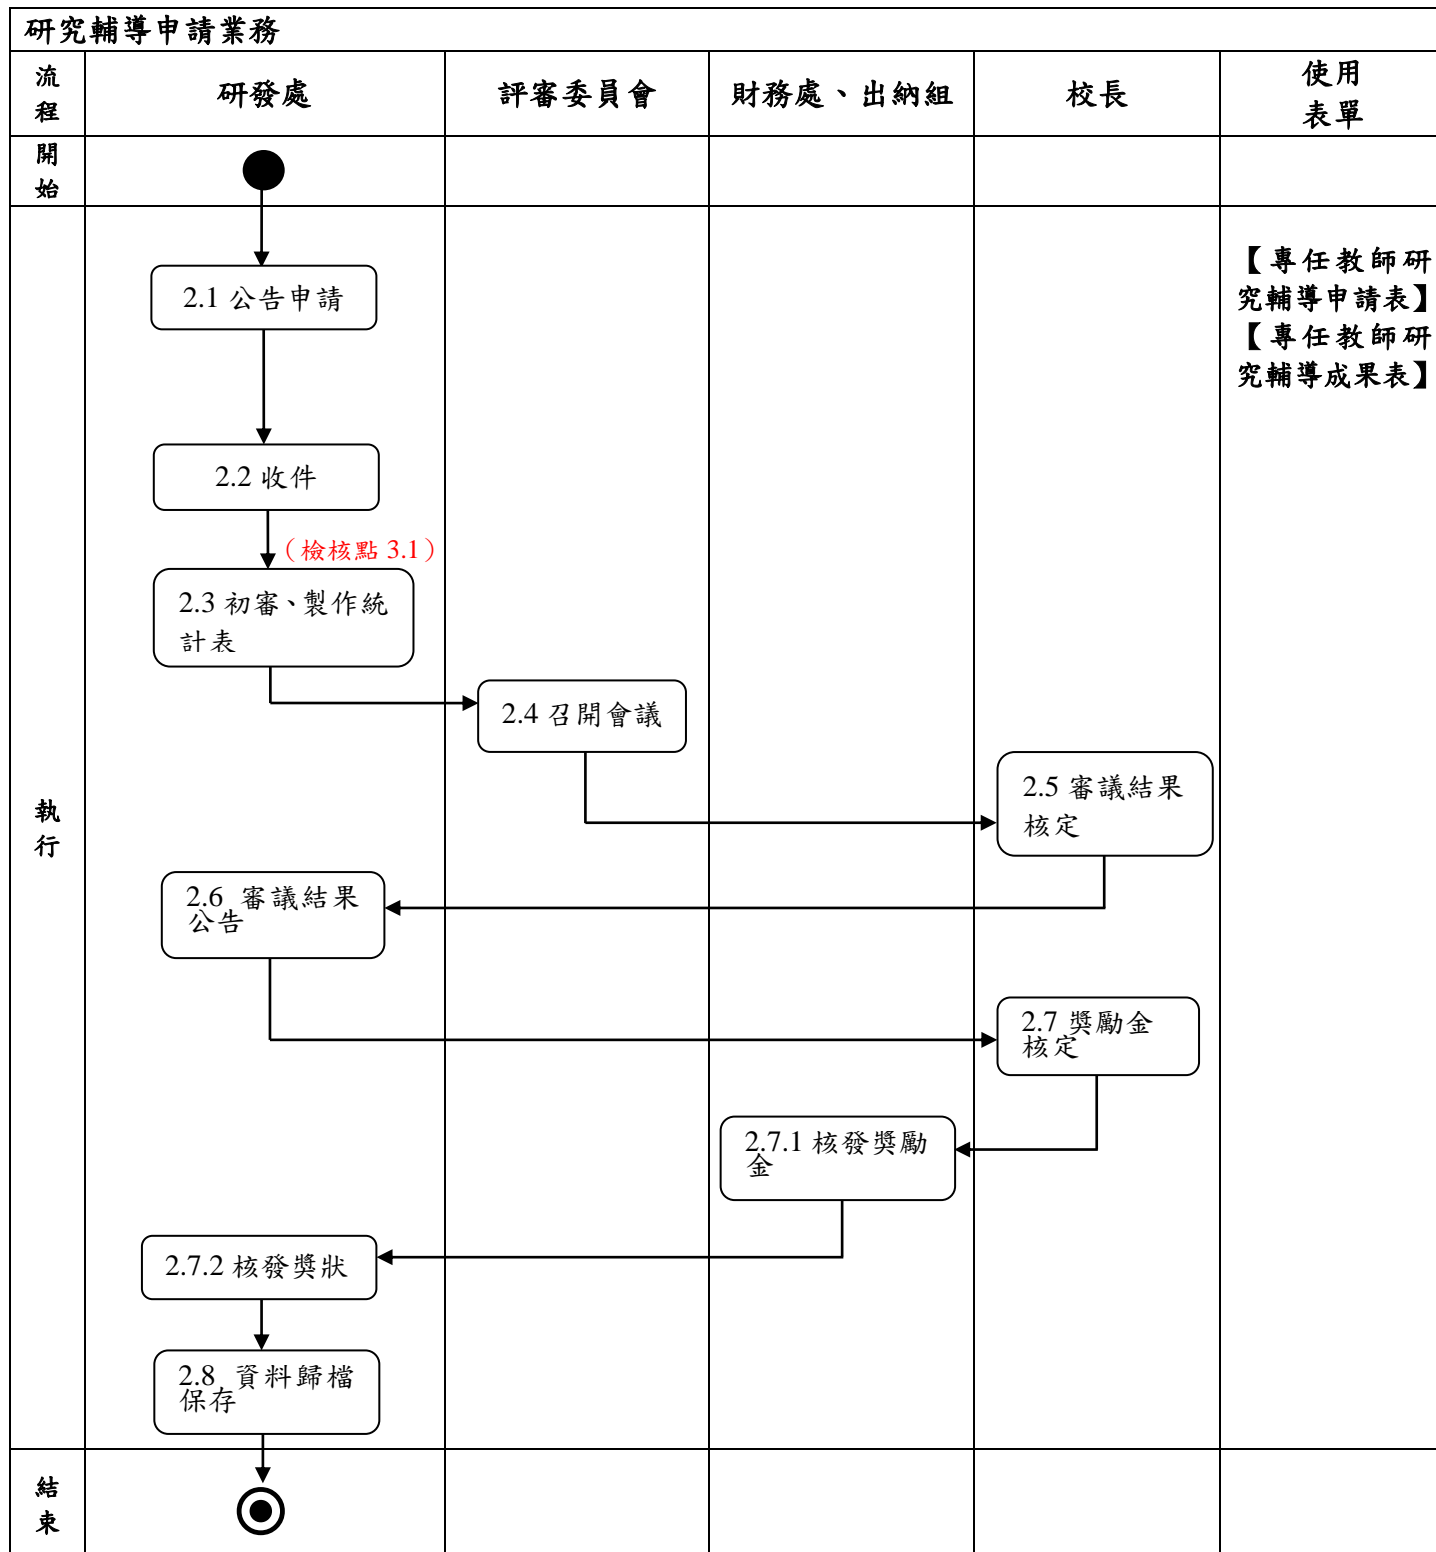 研究輔導申請業務
流
程
研發處
評審委員會
財務處、出納組
校長
使用
表單
開
始
【專任教師研
究輔導申請表】
【專任教師研
究輔導成果表】
2.1 公告申請
2.2 收件
（檢核點 3.1）
2.3 初審、製作統
計表
2.4 召開會議
2.5 審議結果
核定
執
行
2.6 審議結果
公告
2.7 獎勵金
核定
2.7.1 核發獎勵
金
2.7.2 核發獎狀
2.8 資料歸檔
保存
結
束